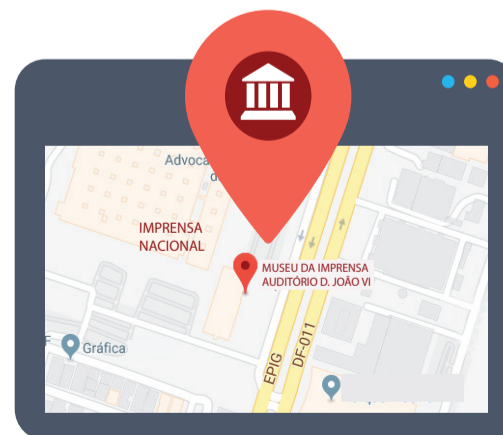 Advoca
d
IMPRENSA
NACIONAL
MUSEU DA IMPRENSA
AUDITÓRIO D. JOÃO VI
F
Gráfica
EPIG
DF-011